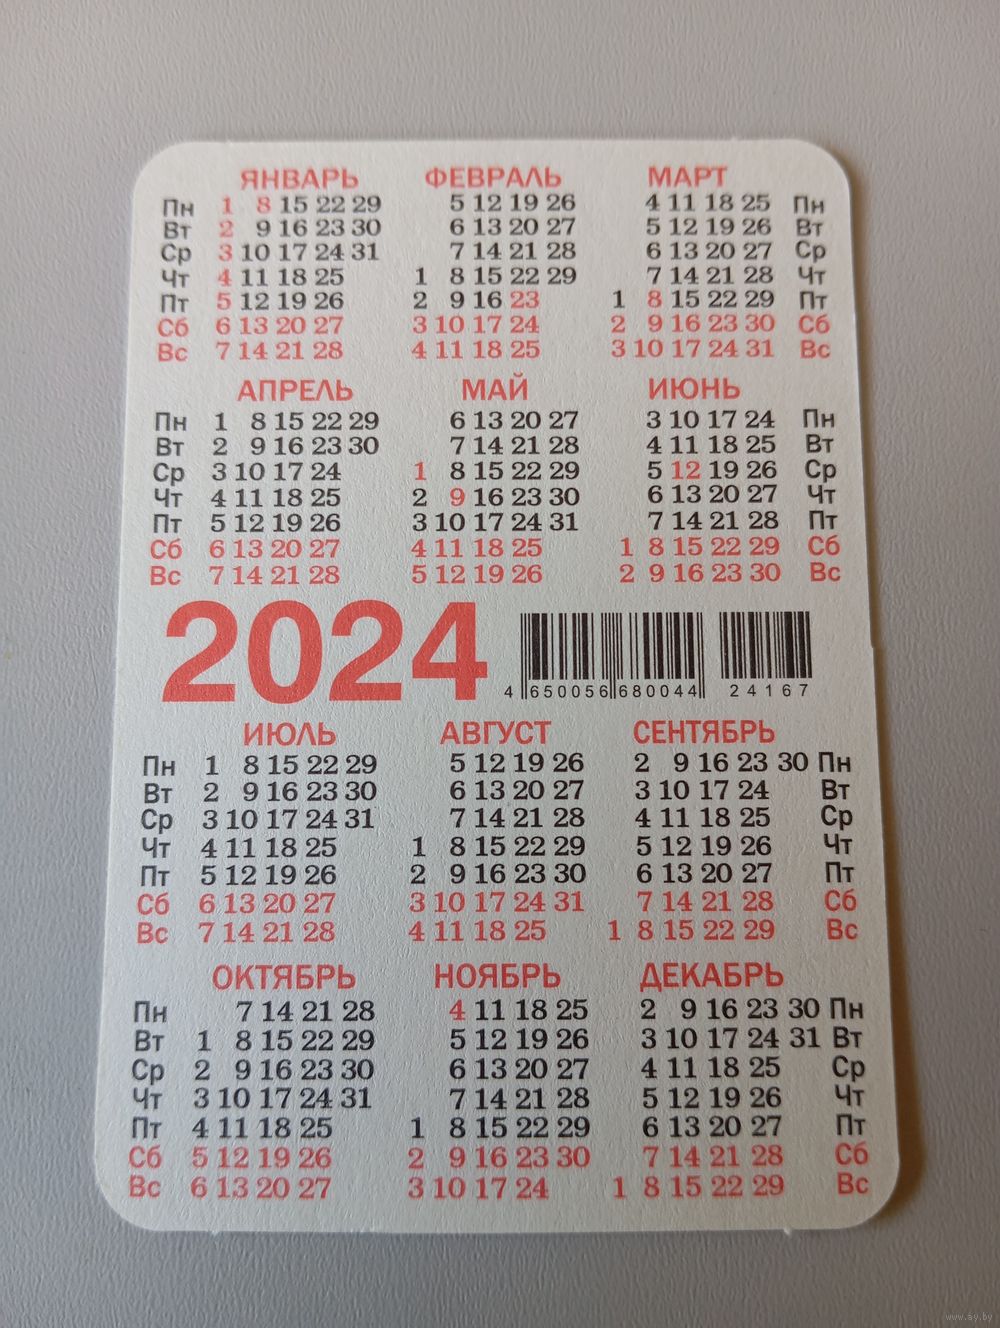 ЯНВАРЬ ФЕВРАЛЬ МАРТ
Пн 1 8 15 22 29 5 12 19 26 4 11 18 25 Пн
Вт 2 9 16 23 30 6 13 20 27 5 12 19 26 Вт
Ср 3 10 17 24 31 7 14 21 28 6 13 20 27 Ср
Чт 4 11 18 25 1 8 15 22 29 7 14 21 28 Чт
Пт 5 12 19 26 2 9 16 23 1 8 15 22 29 Пт
Сб 6 13 20 27 3 10 17 24 2 9 16 23 30 Сб
Вс 7 14 21 28 4 11 18 25 3 10 17 24 31 Вс
АПРЕЛЬ МАЙ ИЮНЬ
Пн 1 8 15 22 29 6 13 20 27 3 10 17 24 Пн
Вт 2 9 16 23 30 7 14 21 28 4 11 18 25 Вт
Ср 3 10 17 24 1 8 15 22 29 5 12 19 26 Ср
Чт 4 11 18 25 2 9 16 23 30 6 13 20 27 Чт
Пт 5 12 19 26 3 10 17 24 31 7 14 21 28 Пт
Сб 6 13 20 27 4 11 18 25 1 8 15 22 29 Сб
Вс 7 14 21 28 5 12 19 26 2 9 16 23 30 Вс
2024
4 650056 680044 24167
ИЮЛЬ АВГУСТ СЕНТЯБРЬ
Пн 1 8 15 22 29 5 12 19 26 2 9 16 23 30 Пн
Вт 2 9 16 23 30 6 13 20 27 3 10 17 24 Вт
Ср 3 10 17 24 31 7 14 21 28 4 11 18 25 Ср
Чт 4 11 18 25 1 8 15 22 29 5 12 19 26 Чт
Пт 5 12 19 26 2 9 16 23 30 6 13 20 27 Пт
Сб 6 13 20 27 3 10 17 24 31 7 14 21 28 Сб
Вс 7 14 21 28 4 11 18 25 1 8 15 22 29 Вс
ОКТЯБРЬ НОЯБРЬ ДЕКАБРЬ
Пн 7 14 21 28 4 11 18 25 2 9 16 23 30 Пн
Вт 1 8 15 22 29 5 12 19 26 3 10 17 24 31 Вт
Ср 2 9 16 23 30 6 13 20 27 4 11 18 25 Ср
Чт 3 10 17 24 31 7 14 21 28 5 12 19 26 Чт
Пт 4 11 18 25 1 8 15 22 29 6 13 20 27 Пт
Сб 5 12 19 26 2 9 16 23 30 7 14 21 28 Сб
Вс 6 13 20 27 3 10 17 24 1 8 15 22 29 Вс
www.ay.by